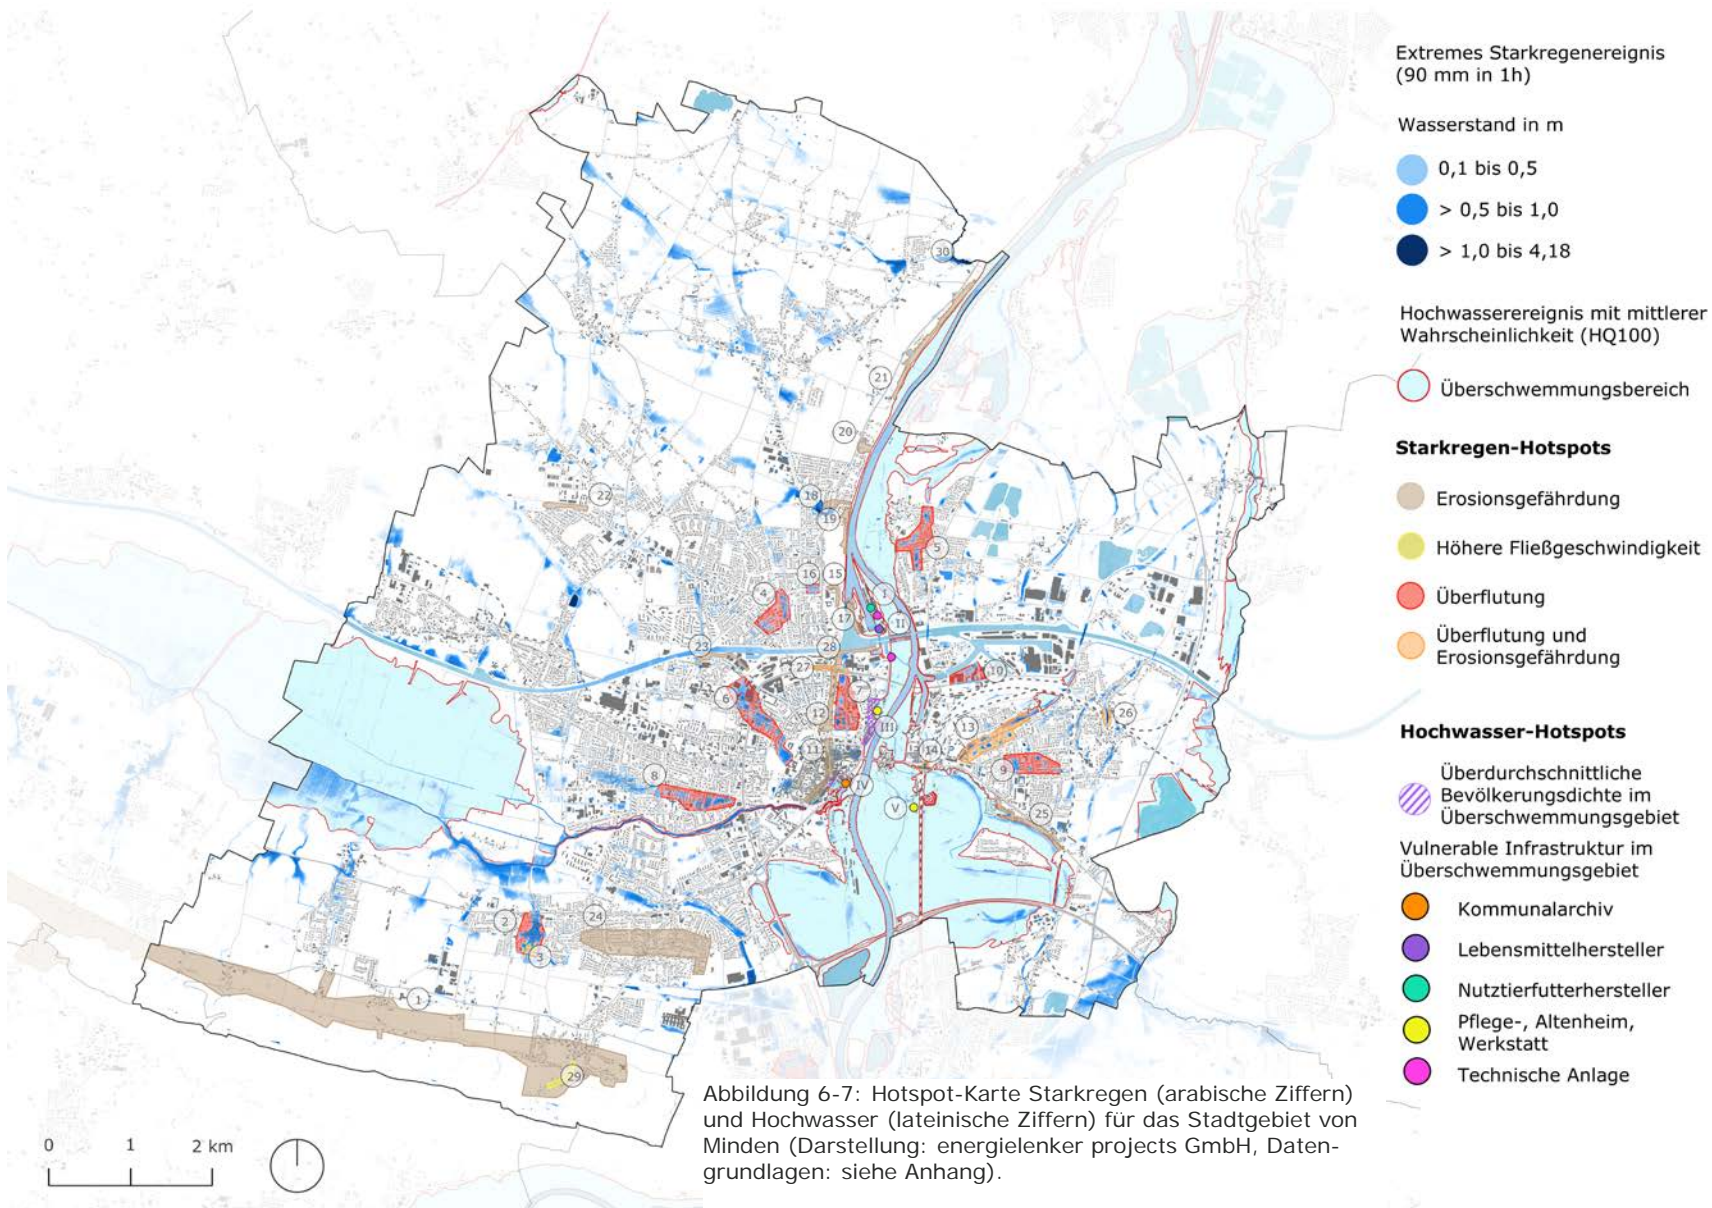 Extremes Starkregenereignis
(90 mm in 1h)
Wasserstand in m
0,1 bis 0,5
> 0,5 bis 1,0
> 1,0 bis 4,18
Hochwasserereignis mit mittlerer
Wahrscheinlichkeit (HQ100)
Überschwemmungsbereich
Starkregen-Hotspots
Erosionsgefährdung
Höhere Fließgeschwindigkeit
Überflutung
Überflutung und
Erosionsgefährdung
Hochwasser-Hotspots
Überdurchschnittliche
Bevölkerungsdichte im
Überschwemmungsgebiet
Vulnerable Infrastruktur im
Überschwemmungsgebiet
Kommunalarchiv
Lebensmittelhersteller
Nutztierfutterhersteller
Pflege-, Altenheim,
Werkstatt
Technische Anlage
30
21
20
22
18
19
5
16
15
4
I
17
II
23
28
27
10
6
7
12
III
13
26
11
14
9
8
IV
V
25
2
24
3
1
29
0 1 2 km
Abbildung 6-7: Hotspot-Karte Starkregen (arabische Ziffern)
und Hochwasser (lateinische Ziffern) für das Stadtgebiet von
Minden (Darstellung: energielenker projects GmbH, Daten-
grundlagen: siehe Anhang).